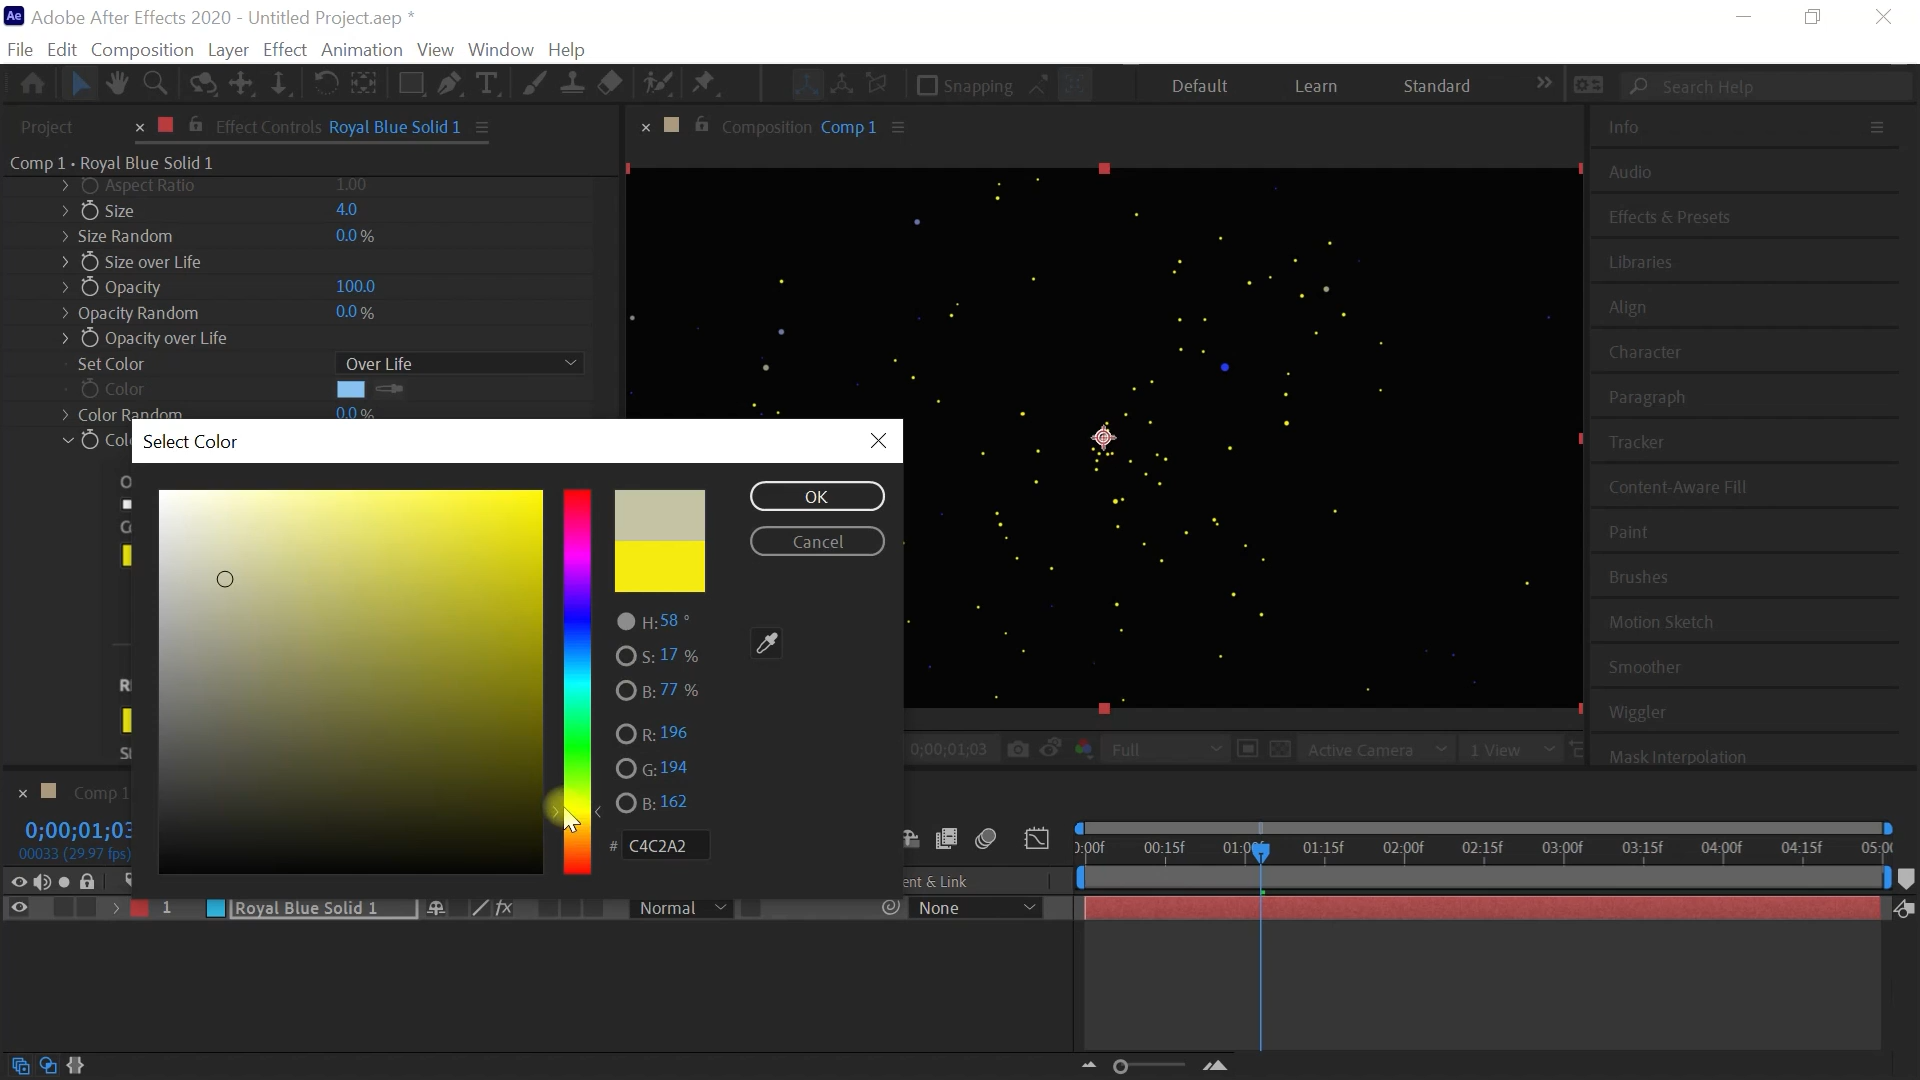 Ae Adobe After Effects 2020 - Untitled Project.aep *
File Edit Composition Layer Effect Animation View Window Help
Snapping Default Learn Standard Search Help
Project Effect Controls Royal Blue Solid 1
Composition Comp 1
Info
Comp 1 • Royal Blue Solid 1
Aspect Ratio 1.00
Size 4.0
Size Random 0.0 %
Size over Life
Opacity 100.0
Opacity Random 0.0 %
Opacity over Life
Set Color Over Life
Color
Color Random 0.0 %
Audio
Effects & Presets
Libraries
Align
Character
Paragraph
Tracker
Content-Aware Fill
Paint
Brushes
Motion Sketch
Smoother
Wiggler
Mask Interpolation
Select Color
OK
Cancel
H: 58 °
S: 17 %
B: 77 %
R: 196
G: 194
B: 162
# C4C2A2
0;00;01;03 Full Active Camera 1 View
Comp 1
0;00;01;03
00033 (29.97 fps)
00:15f 01:15f 02:00f 02:15f 03:00f 03:15f 04:00f 04:15f
ent & Link
1 Royal Blue Solid 1 fx Normal None